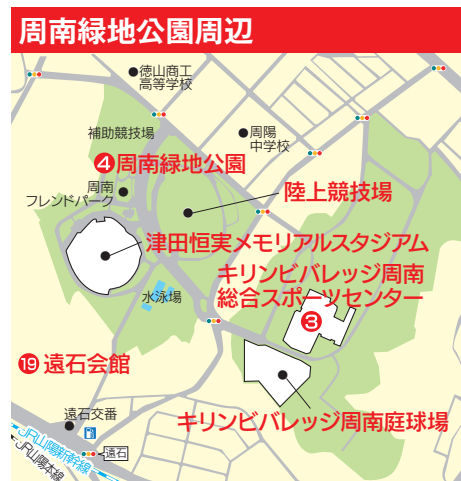 周南緑地公園周辺
徳山商工
高等学校
補助競技場
周陽
中学校
❹周南緑地公園
周南
フレンドパーク
陸上競技場
津田恒実メモリアルスタジアム
キリンビバレッジ周南
総合スポーツセンター
❸
水泳場
⓳遠石会館
遠石交番
キリンビバレッジ周南庭球場
JR山陽新幹線
JR山陽本線
遠石